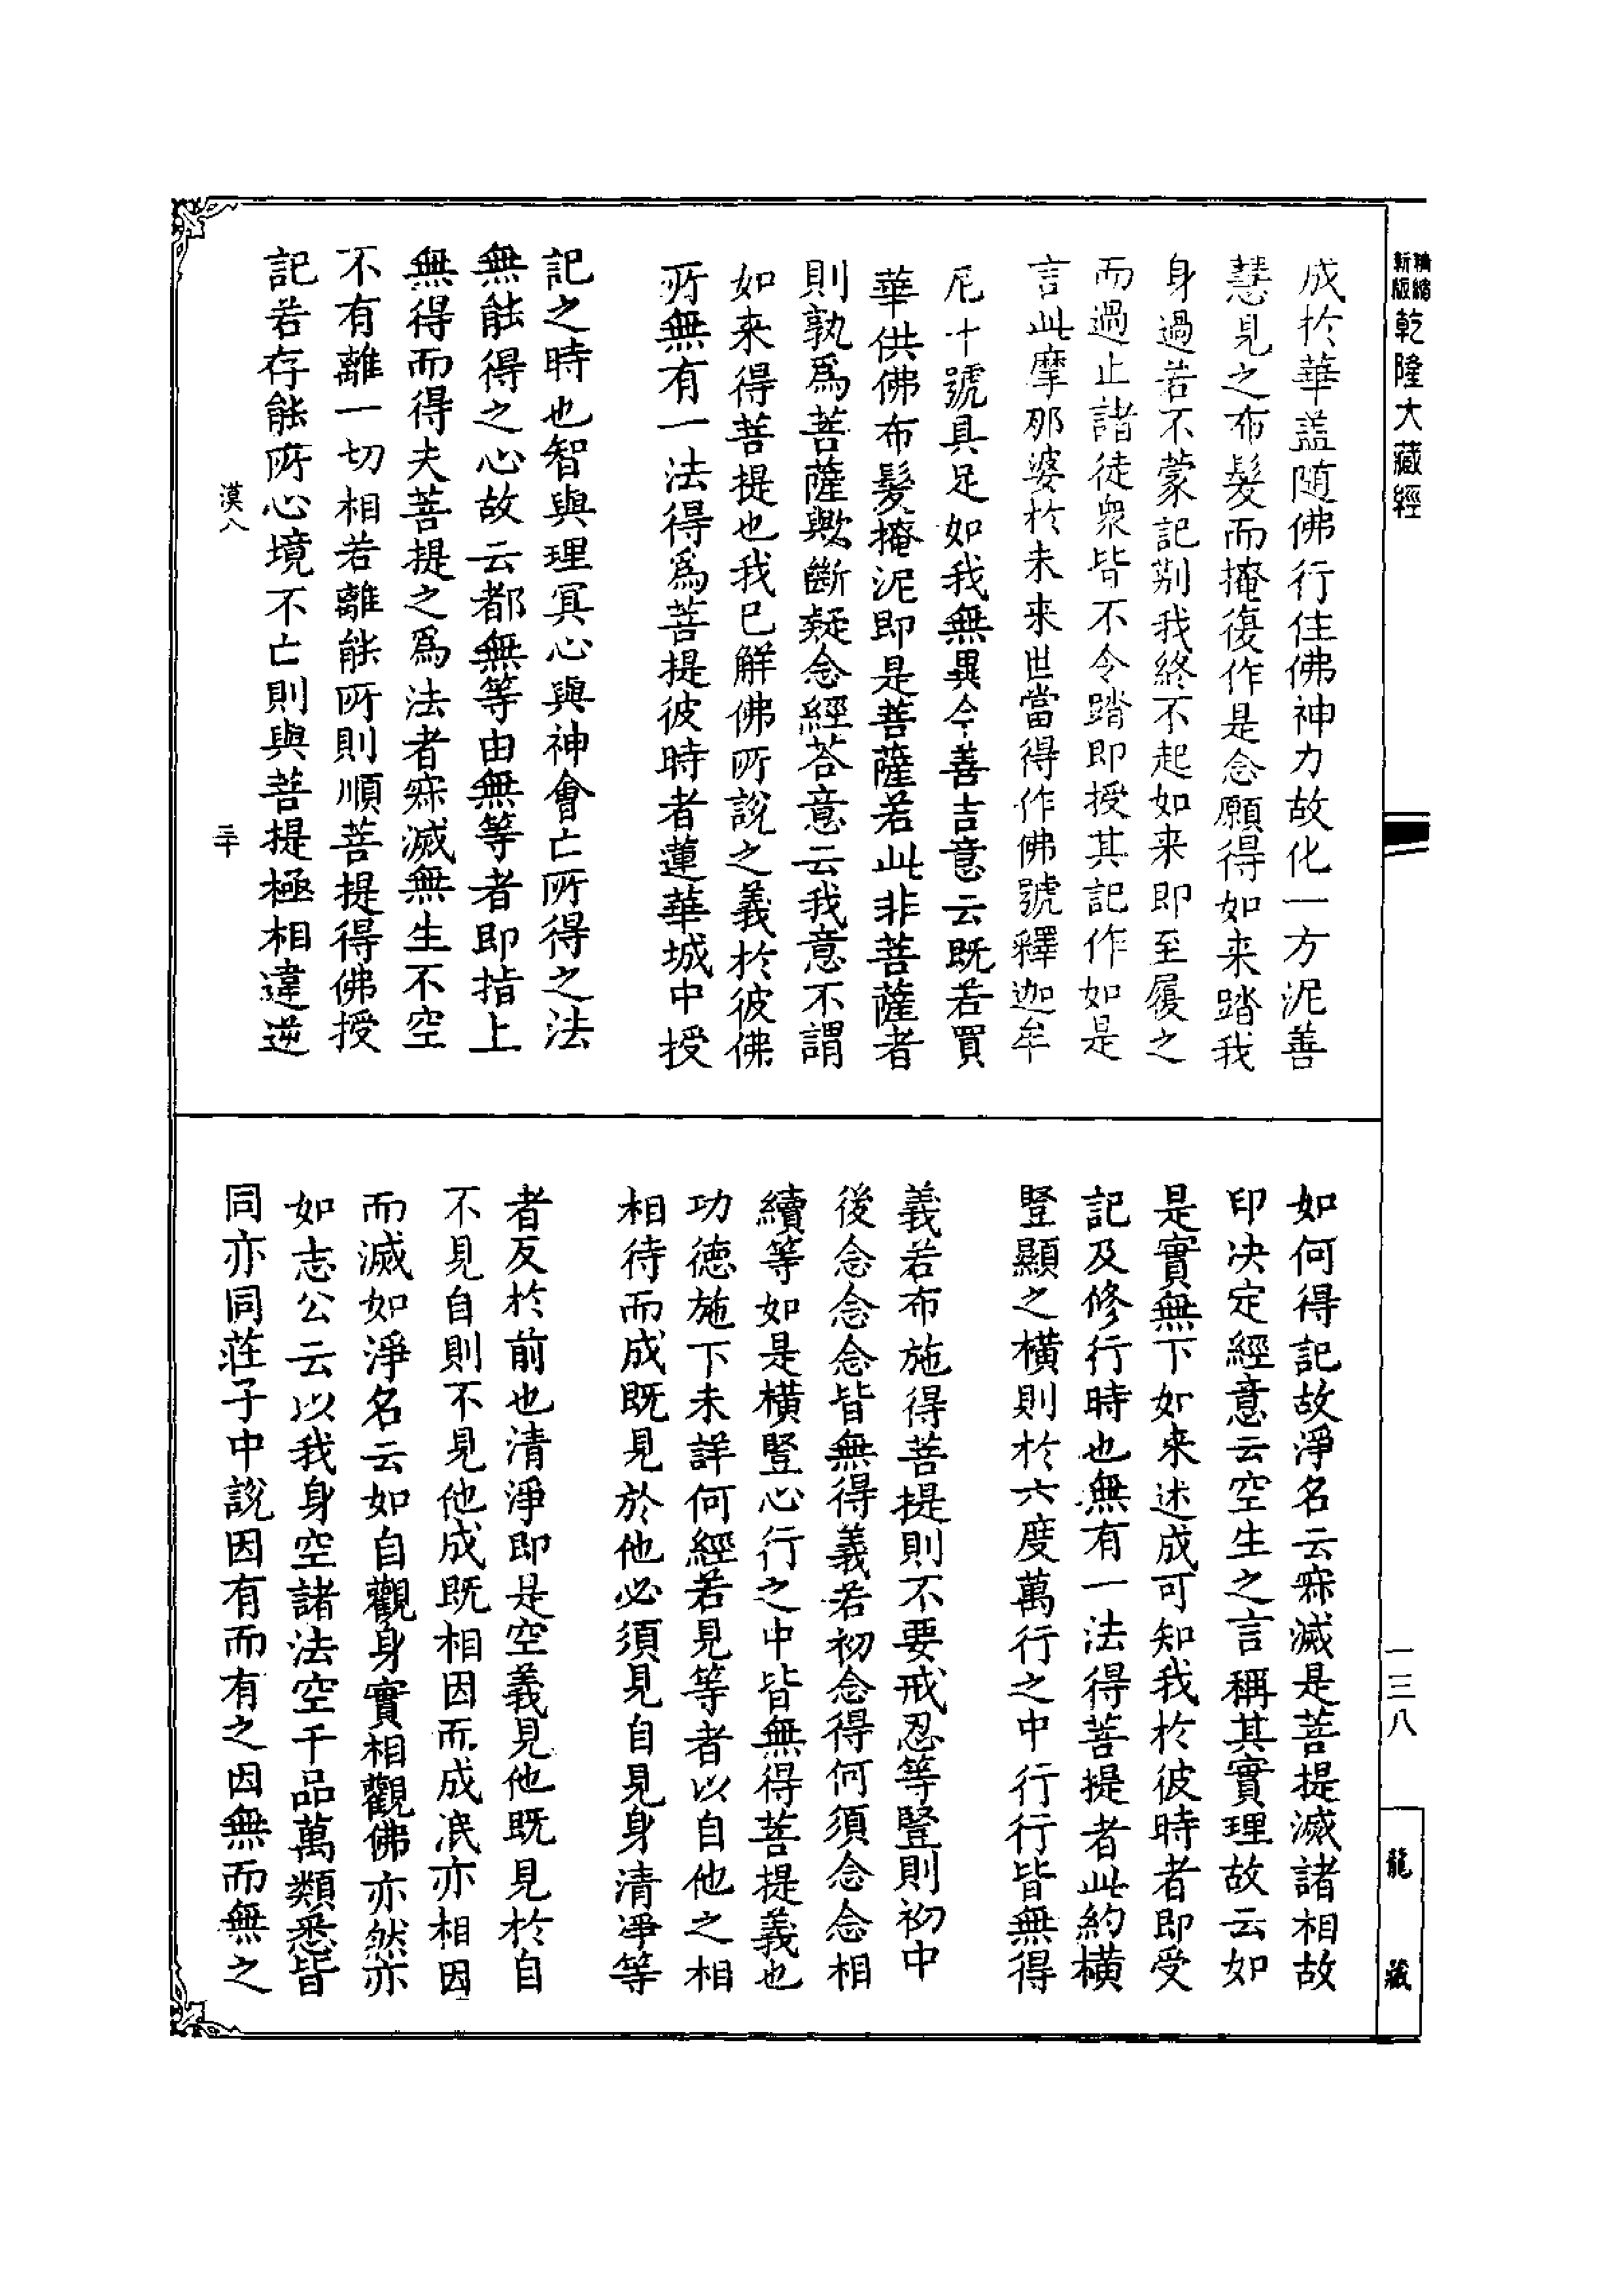 精縮新版乾隆大藏經
成於華盖随佛行住佛神力故化一方泥善
慧見之布髮而掩復作是念願得如来踏我
身過若不蒙記莂我終不起如来即至履之
而過止諸徒衆皆不令踏即授其記作如是
言此摩那婆於未来世當得作佛號釋迦牟
尼十號具足如我無異今善吉意云既若買
華供佛布髮掩泥即是菩薩若此非菩薩者
則孰爲菩薩歟斷疑念經荅意云我意不謂
如來得菩提也我已解佛所說之義於彼佛
所無有一法得爲菩提彼時者蓮華城中授
記之時也智與理冥心與神會亡所得之法
無能得之心故云都無等由無等者即指上
無得而得夫菩提之爲法者寂滅無生不空
不有離一切相若離能所則順菩提得佛授
記若存能所心境不亡則與菩提極相違逆
漠八
三十
如何得記故淨名云寂滅是菩提滅諸相故
印决定經意云空生之言稱其實理故云如
是實無下如來述成可知我於彼時者即受
記及修行時也無有一法得菩提者此約橫
豎顯之橫則於六度萬行之中行行皆無得
義若布施得菩提則不要戒忍等豎則初中
後念念念皆無得義若初念得何須念念相
續等如是橫豎心行之中皆無得菩提義也
功德施下未詳何經若見等者以自他之相
相待而成既見於他必須見自見身清淨等
者反於前也清淨即是空義見他既見於自
不見自則不見他成既相因而成泯亦相因
而滅如淨名云如自觀身實相觀佛亦然亦
如志公云以我身空諸法空千品萬類悉皆
同亦同莊子中說因有而有之因無而無之
一三八
龍藏